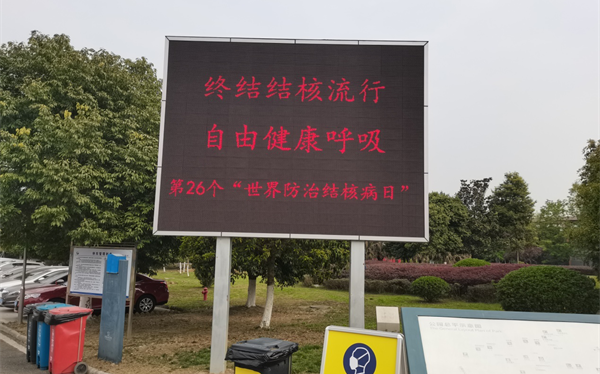 终结结核流行
自由健康呼吸
第26个“世界防治结核病日”